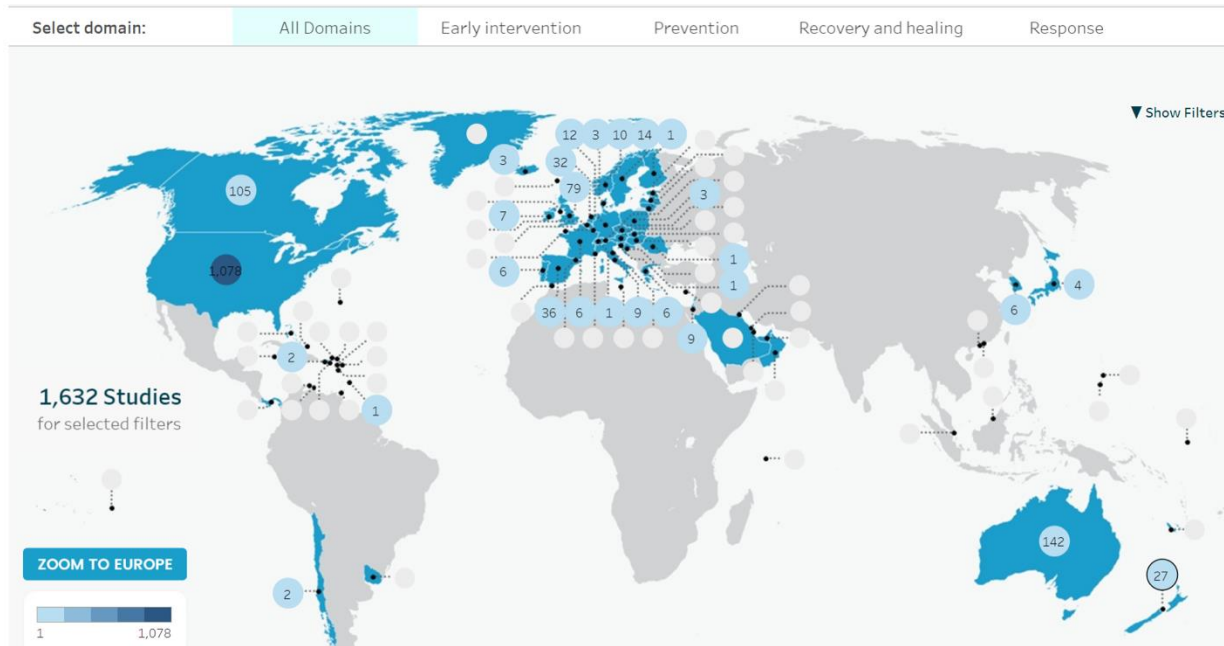 Select domain: All Domains Early intervention Prevention Recovery and healing Response
▼ Show Filters
12 3 10 14 1
3 32
79
105
3
7
1,078
6
1
1
4
36 6 1 9 6
6
9
2
1,632 Studies
for selected filters
1
142
ZOOM TO EUROPE
27
2
1 1,078